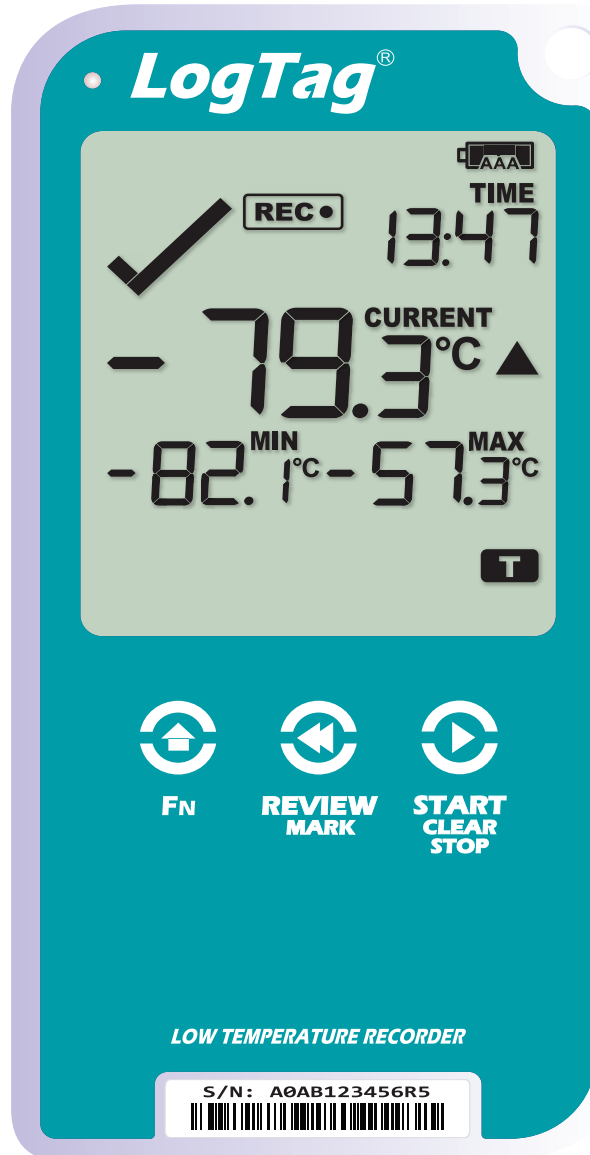 LogTag®
AAA
TIME
REC
13:47
CURRENT
-79.3°C
MIN
MAX
-82.1°C -57.3°C
T
FN
REVIEW
MARK
START
CLEAR
STOP
LOW TEMPERATURE RECORDER
S/N: A0AB123456R5